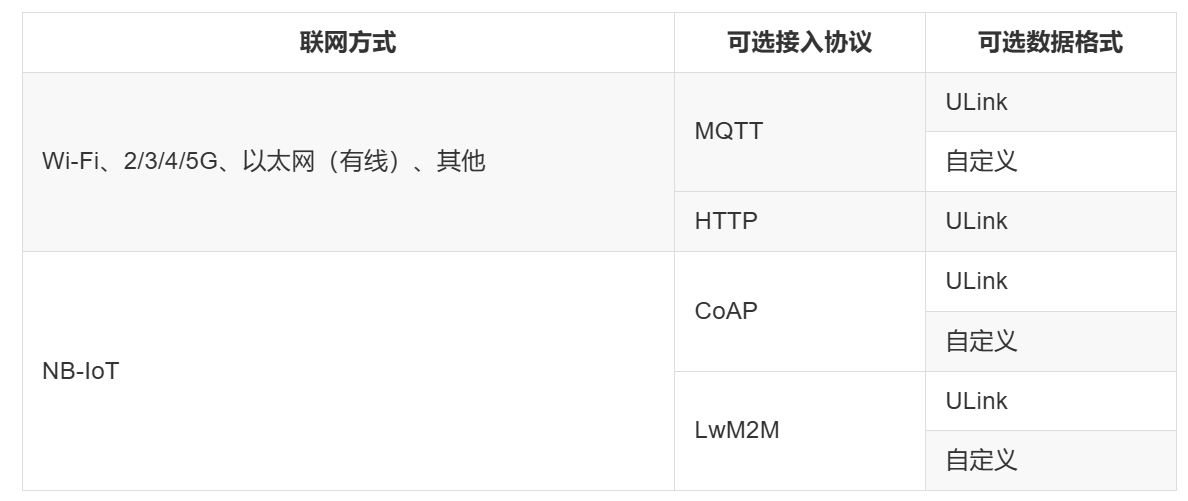 联网方式 可选接入协议 可选数据格式
Wi-Fi、2/3/4/5G、以太网（有线）、其他
MQTT
ULink
自定义
HTTP
ULink
NB-IoT
CoAP
ULink
自定义
LwM2M
ULink
自定义